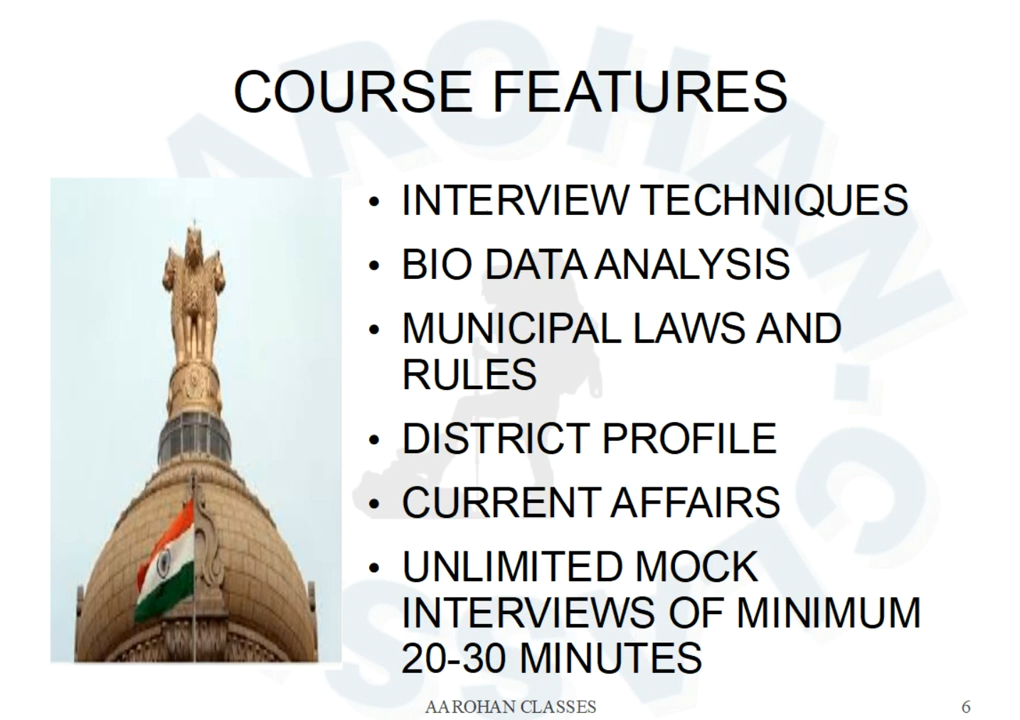 COURSE FEATURES
• INTERVIEW TECHNIQUES
• BIO DATA ANALYSIS
• MUNICIPAL LAWS AND
RULES
• DISTRICT PROFILE
• CURRENT AFFAIRS
• UNLIMITED MOCK
INTERVIEWS OF MINIMUM
20-30 MINUTES
AAROHAN CLASSES
6